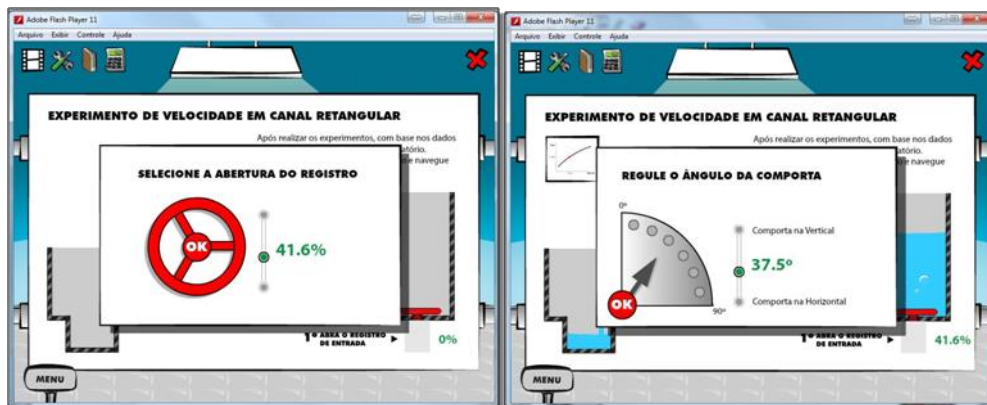 Adobe Flash Player 11
Arquivo Exibir Controle Ajuda
EXPERIMENTO DE VELOCIDADE EM CANAL RETANGULAR
Após realizar os experimentos, com base nos dados
atório.
e navegue
SELECIONE A ABERTURA DO REGISTRO
OK
41.6%
1º ABRA O REGISTRO
DE ENTRADA
0%
MENU
Adobe Flash Player 11
Arquivo Exibir Controle Ajuda
EXPERIMENTO DE VELOCIDADE EM CANAL RETANGULAR
Após realizar os experimentos, com base nos dados
atório.
e navegue
REGULE O ÂNGULO DA COMPORTA
0º
Comporta na Vertical
37.5º
OK
Comporta na Horizontal
90º
1º ABRA O REGISTRO
DE ENTRADA
41.6%
MENU